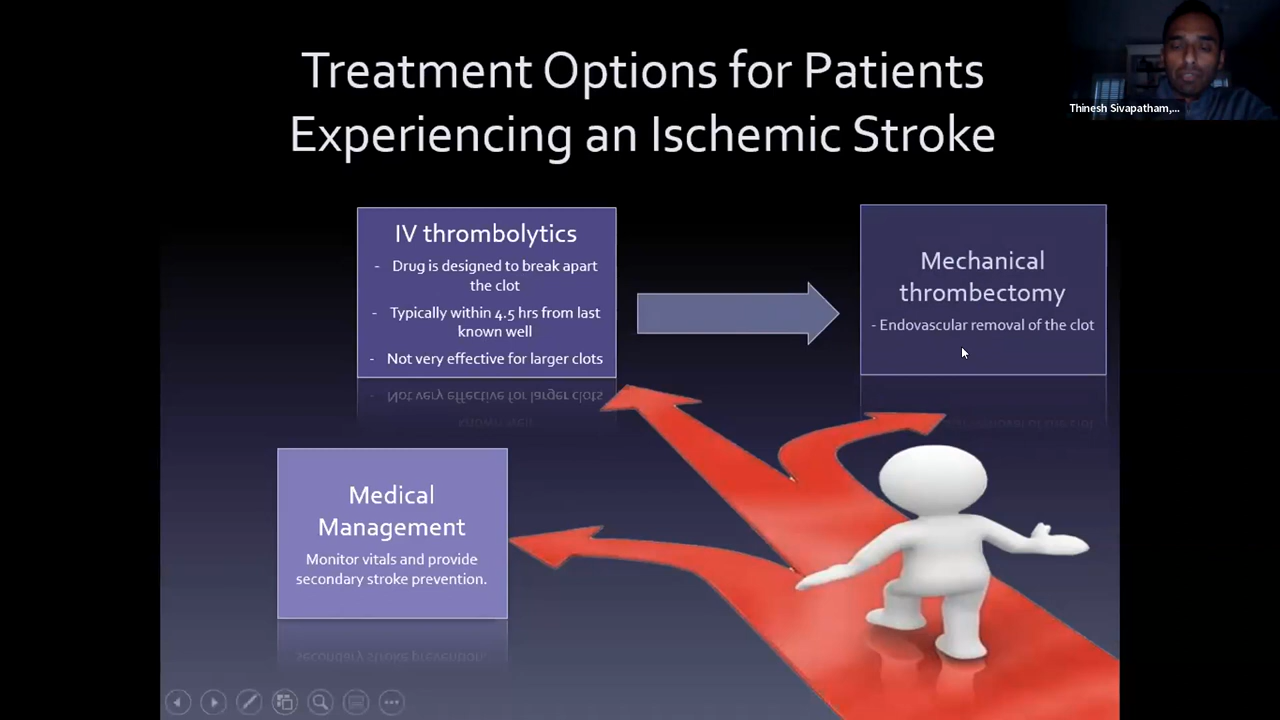 Treatment Options for Patients
Experiencing an Ischemic Stroke
Thinesh Sivapatham,...
IV thrombolytics
- Drug is designed to break apart
the clot
- Typically within 4.5 hrs from last
known well
- Not very effective for larger clots
Mechanical
thrombectomy
- Endovascular removal of the clot
Medical
Management
Monitor vitals and provide
secondary stroke prevention.